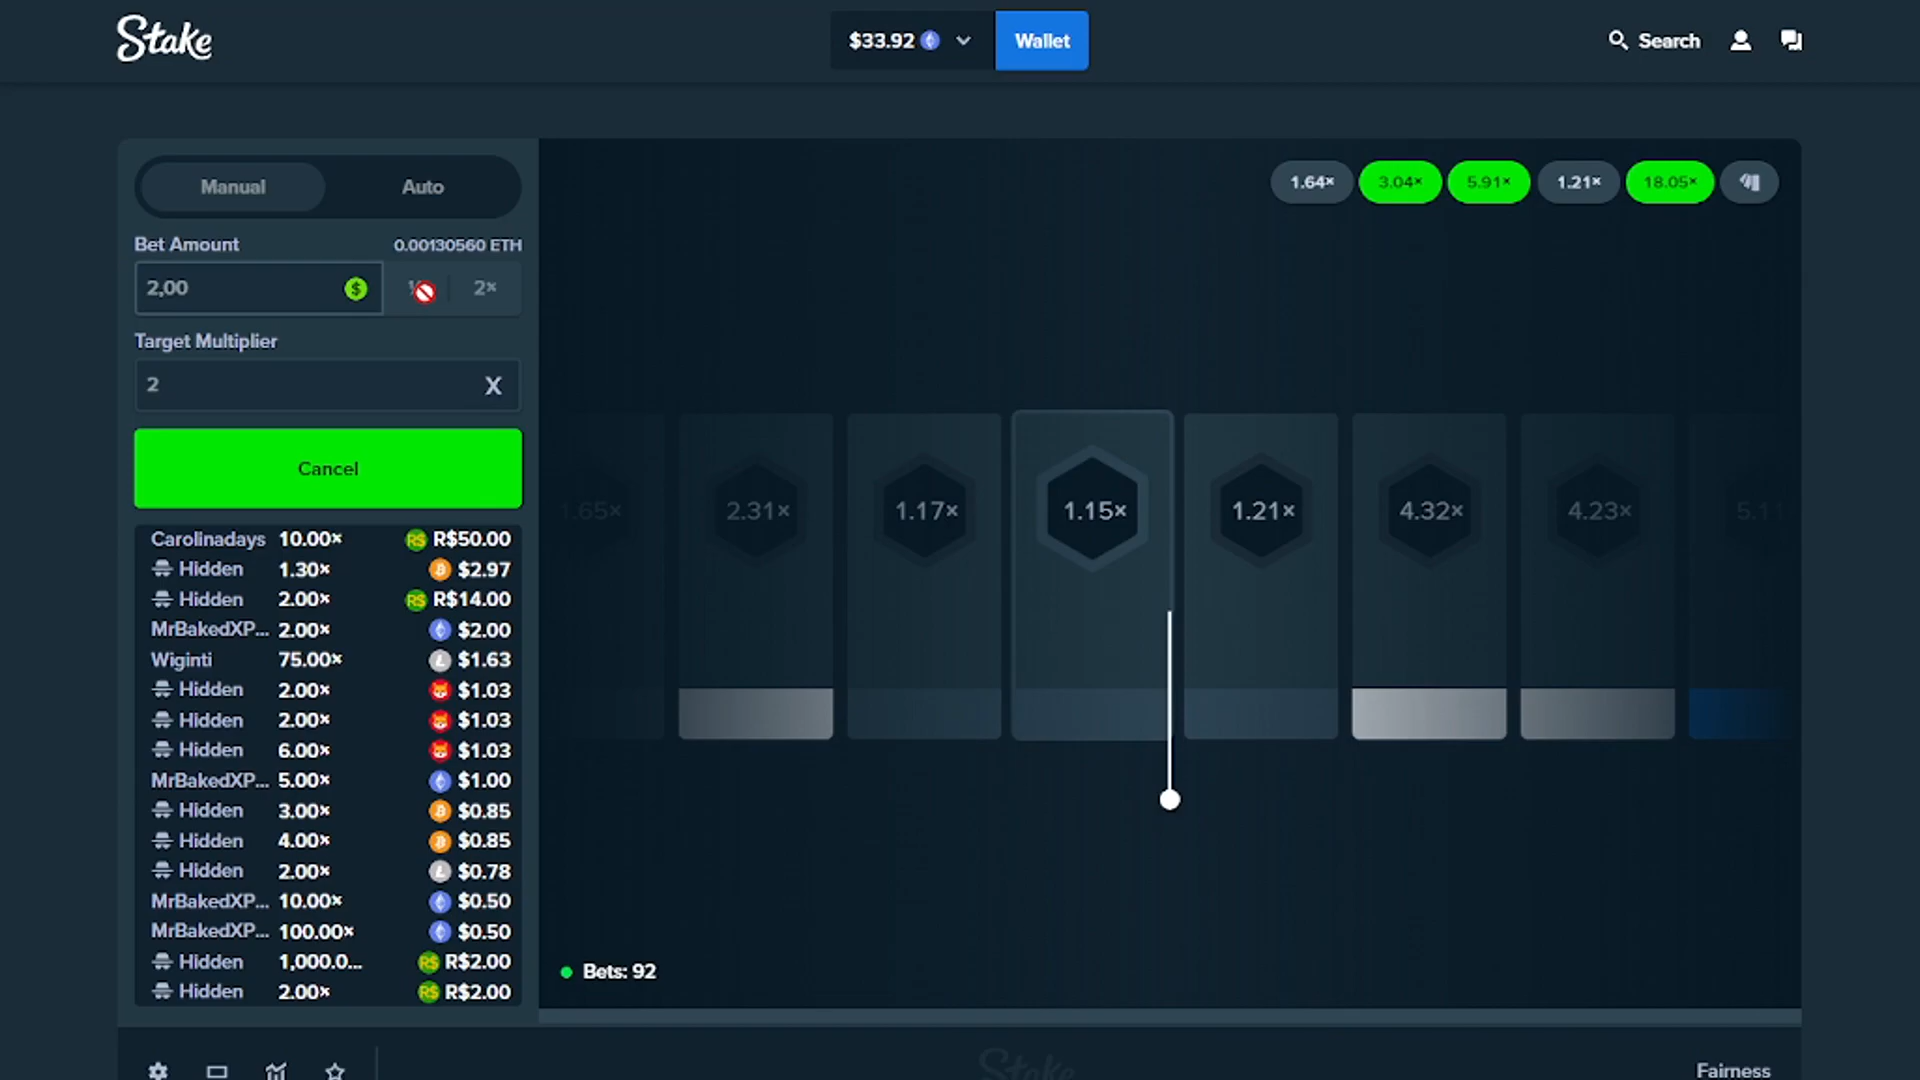 Stake
$33.92
Wallet
Search
Manual
Auto
Bet Amount
0.00130560 ETH
2,00
2×
Target Multiplier
2
X
Cancel
Carolinadays 10.00× R$50.00
Hidden 1.30× $2.97
Hidden 2.00× R$14.00
MrBakedXP... 2.00× $2.00
Wiginti 75.00× $1.63
Hidden 2.00× $1.03
Hidden 2.00× $1.03
Hidden 6.00× $1.03
MrBakedXP... 5.00× $1.00
Hidden 3.00× $0.85
Hidden 4.00× $0.85
Hidden 2.00× $0.78
MrBakedXP... 10.00× $0.50
MrBakedXP... 100.00× $0.50
Hidden 1,000.0... R$2.00
Hidden 2.00× R$2.00
1.64× 3.04× 5.91× 1.21× 18.05×
1.65× 2.31× 1.17× 1.15× 1.21× 4.32× 4.23× 5.11
Bets: 92
Stake
Fairness